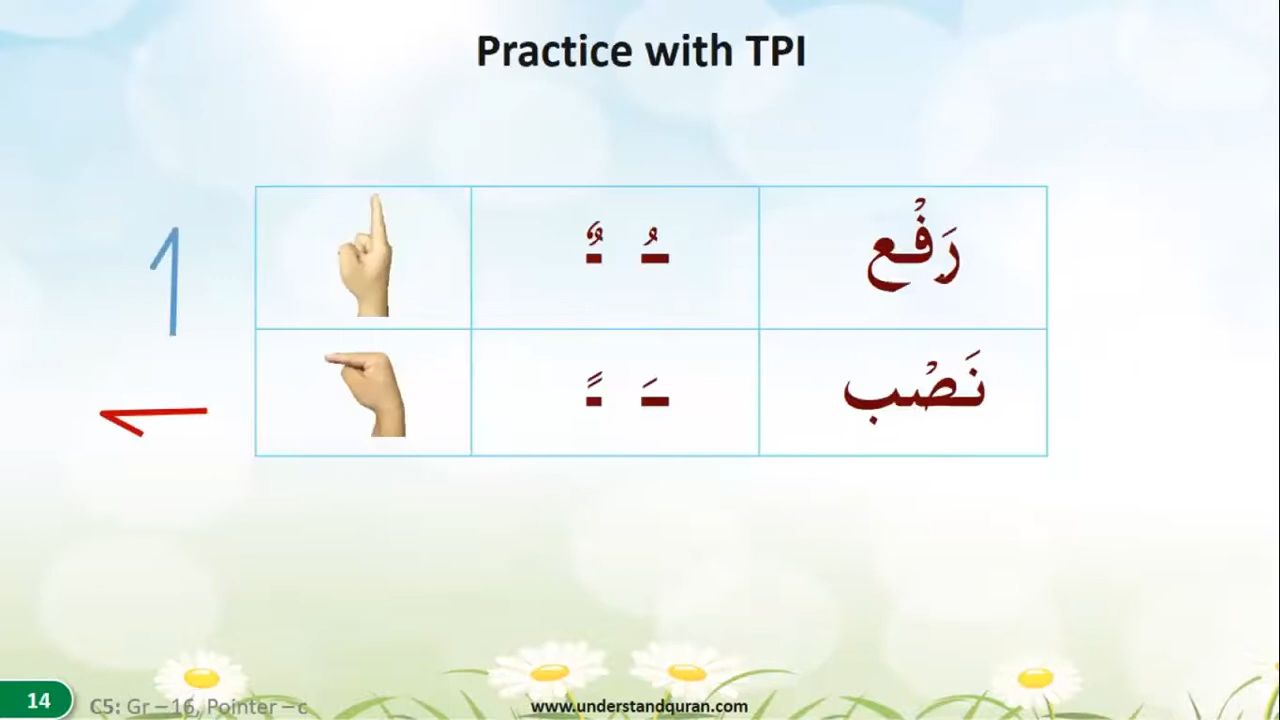 Practice with TPI
رَفْع ـُ ـٌ
نَصْب ـَ ـً
14
C5: Gr – 16, Pointer – c
www.understandquran.com